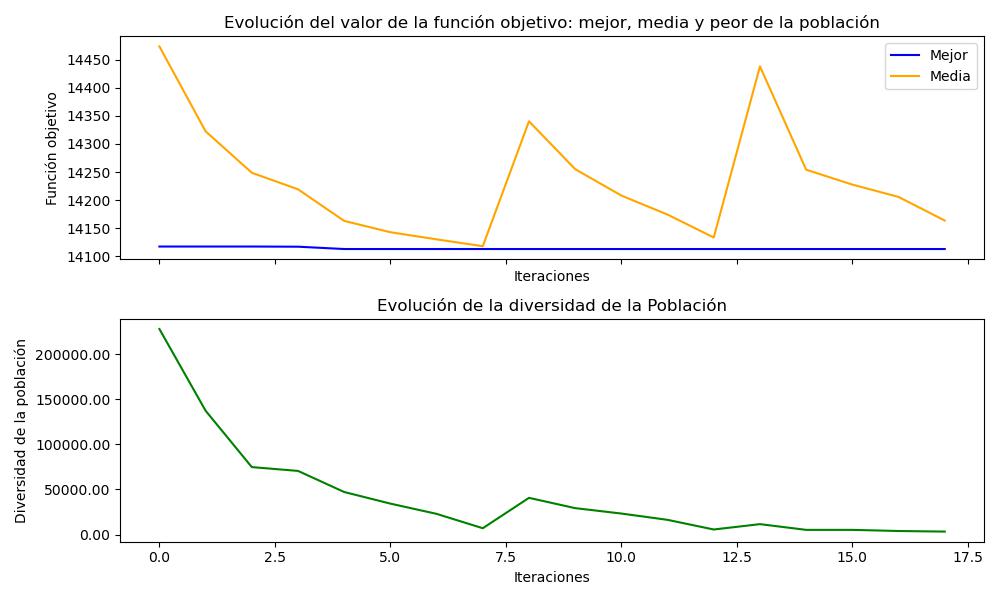 Evolución del valor de la función objetivo: mejor, media y peor de la población
Función objetivo
14450
14400
14350
14300
14250
14200
14150
14100
Mejor
Media
Iteraciones
Evolución de la diversidad de la Población
Diversidad de la población
200000.00
150000.00
100000.00
50000.00
0.00
0.0 2.5 5.0 7.5 10.0 12.5 15.0 17.5
Iteraciones